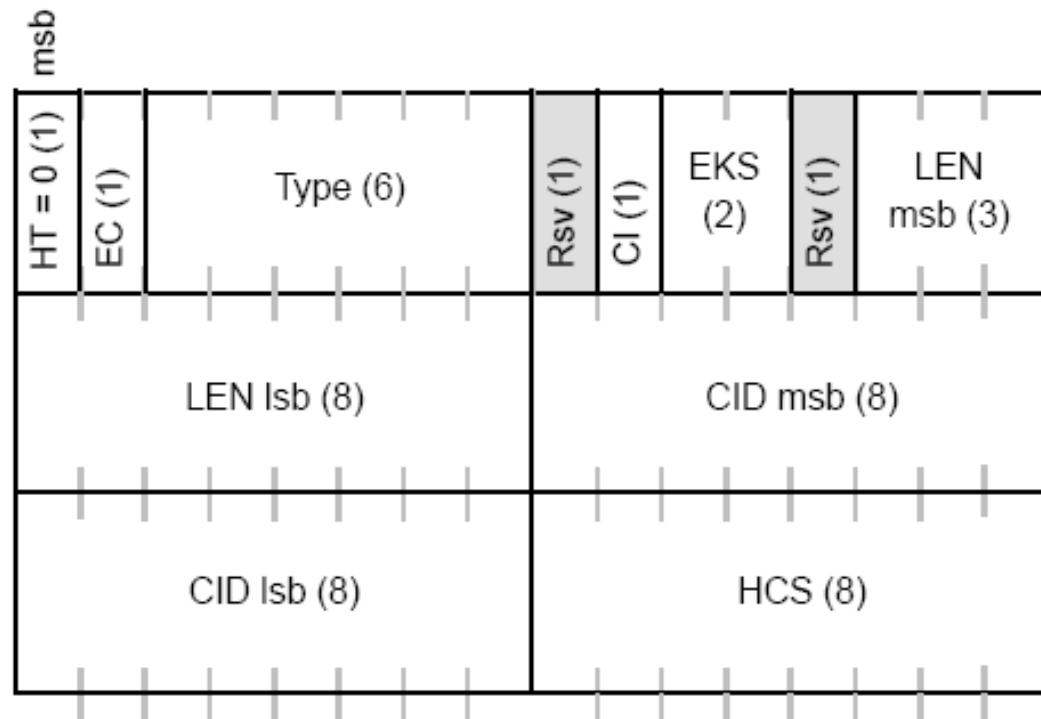 msb
HT = 0 (1)
EC (1)
Type (6)
Rsv (1)
CI (1)
EKS
(2)
Rsv (1)
LEN
msb (3)
LEN lsb (8)
CID msb (8)
CID lsb (8)
HCS (8)